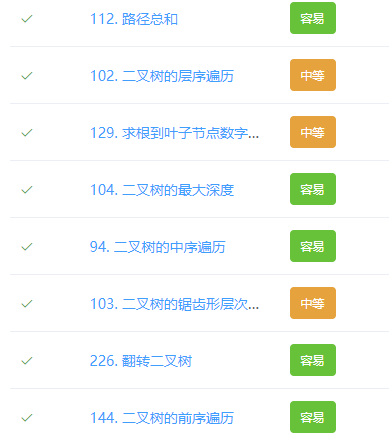 112. 路径总和 容易
102. 二叉树的层序遍历 中等
129. 求根到叶子节点数字... 中等
104. 二叉树的最大深度 容易
94. 二叉树的中序遍历 容易
103. 二叉树的锯齿形层次... 中等
226. 翻转二叉树 容易
144. 二叉树的前序遍历 容易